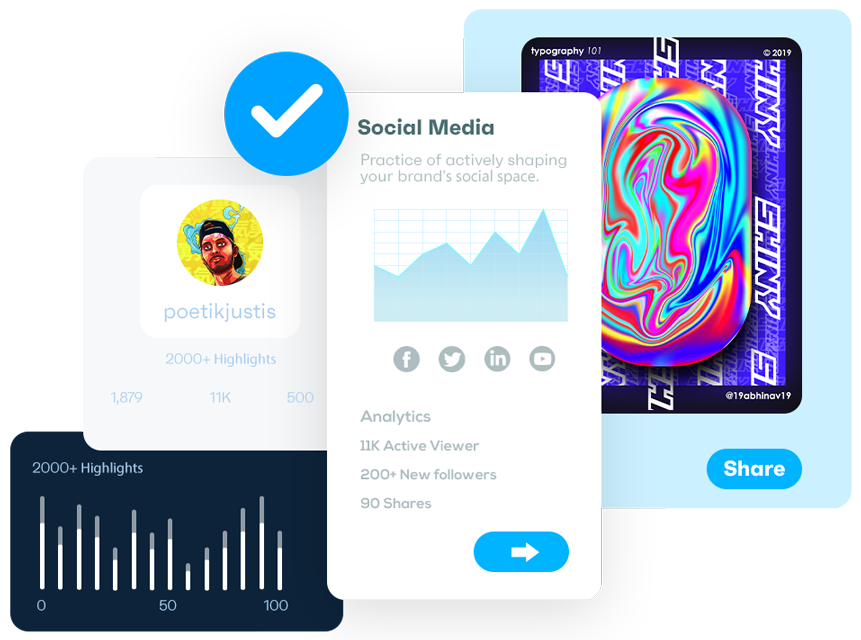 typography 101
© 2019
SHINY
SHINY
@19abhinav19
Share
Social Media
Practice of actively shaping
your brand's social space.
Analytics
11K Active Viewer
200+ New followers
90 Shares
poetikjustis
2000+ Highlights
1,879 11K 500
2000+ Highlights
0 50 100